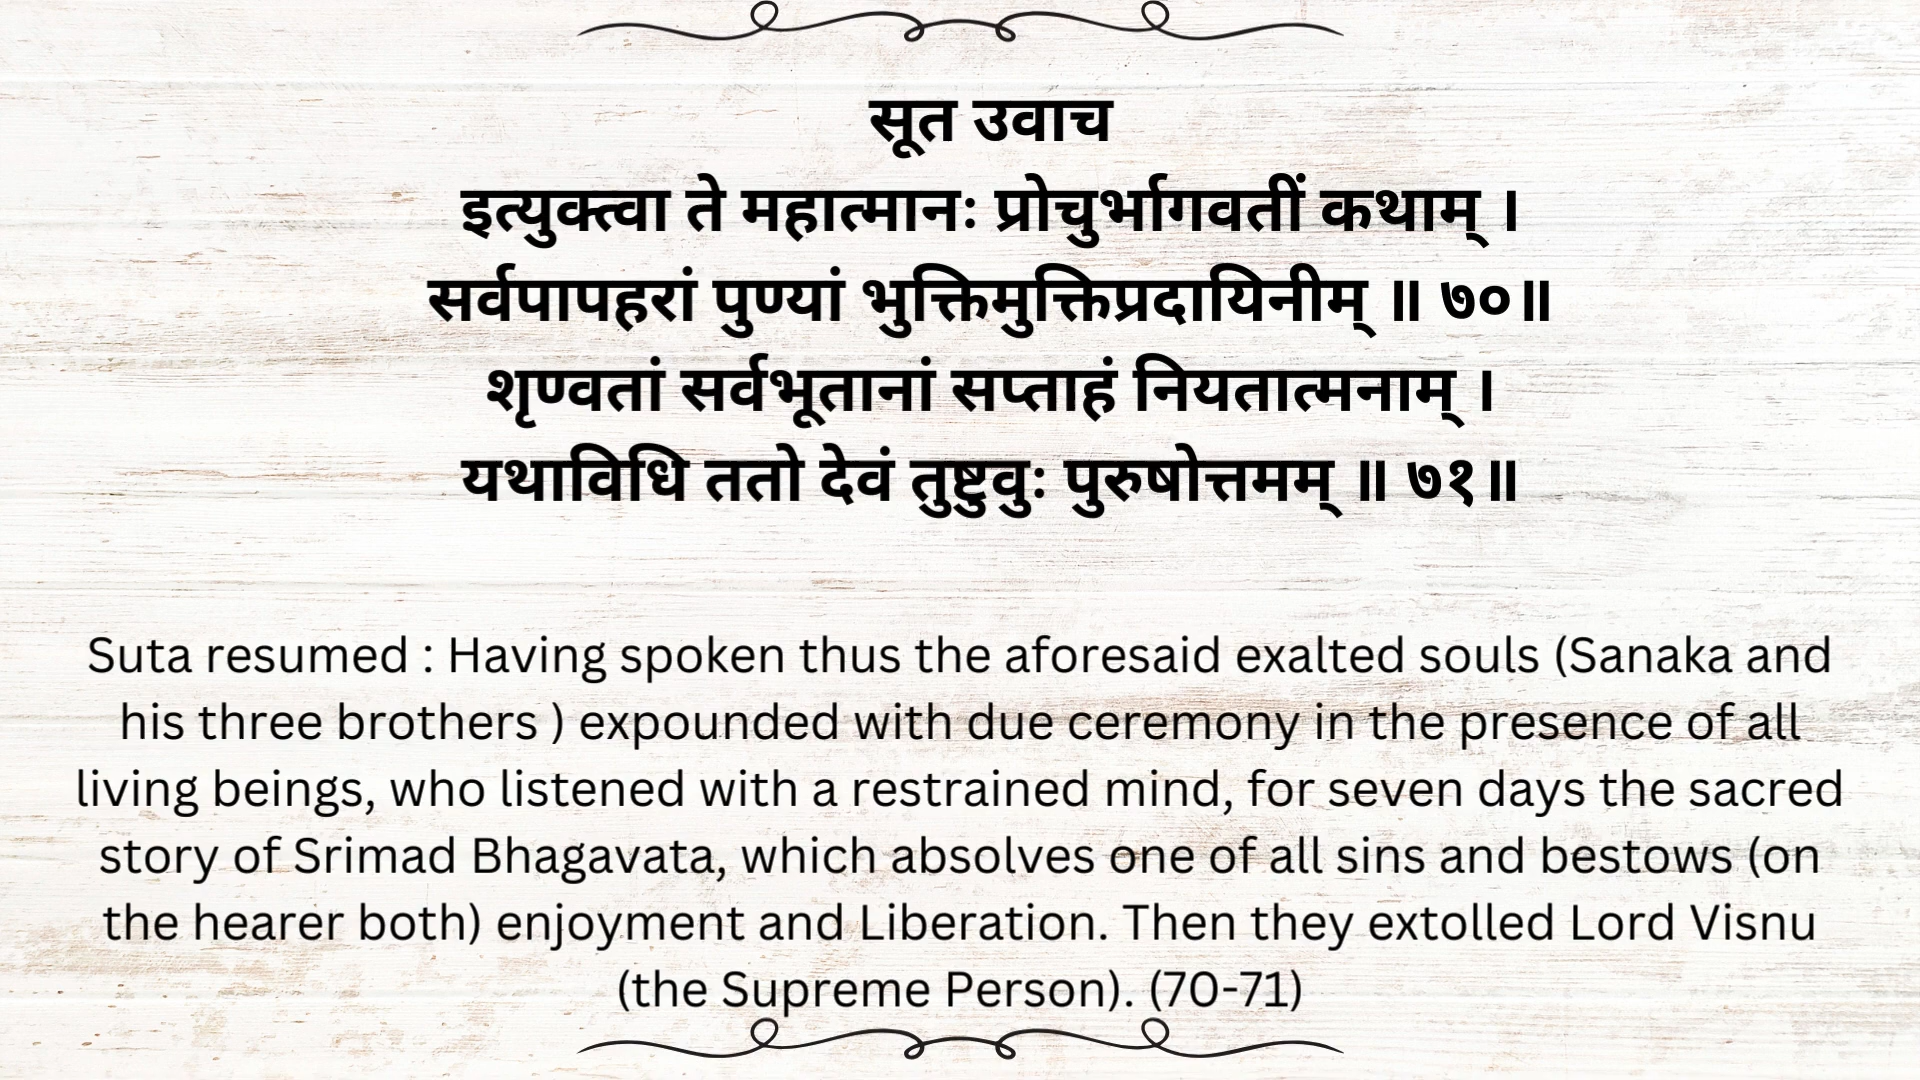 सूत उवाच
इत्युक्त्वा ते महात्मानः प्रोचुर्भागवतीं कथाम् ।
सर्वपापहरां पुण्यां भुक्तिमुक्तिप्रदायिनीम् ॥ ७०॥
शृण्वतां सर्वभूतानां सप्ताहं नियतात्मनाम् ।
यथाविधि ततो देवं तुष्टुवुः पुरुषोत्तमम् ॥ ७१॥
Suta resumed : Having spoken thus the aforesaid exalted souls (Sanaka and
his three brothers ) expounded with due ceremony in the presence of all
living beings, who listened with a restrained mind, for seven days the sacred
story of Srimad Bhagavata, which absolves one of all sins and bestows (on
the hearer both) enjoyment and Liberation. Then they extolled Lord Visnu
(the Supreme Person). (70-71)